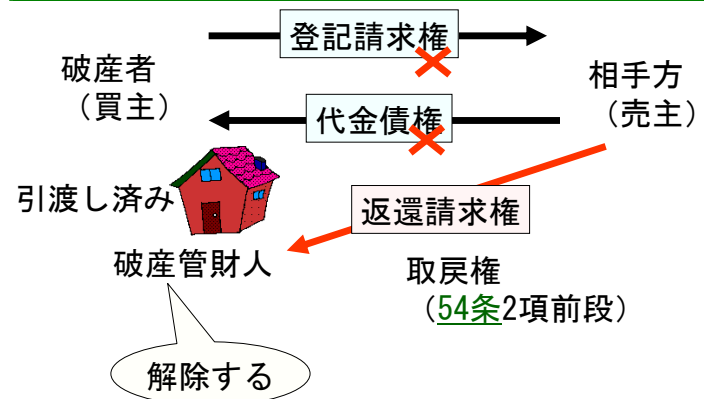 登記請求権
破産者
（買主）
相手方
（売主）
代金債権
引渡し済み
返還請求権
破産管財人
取戻権
（54条2項前段）
解除する